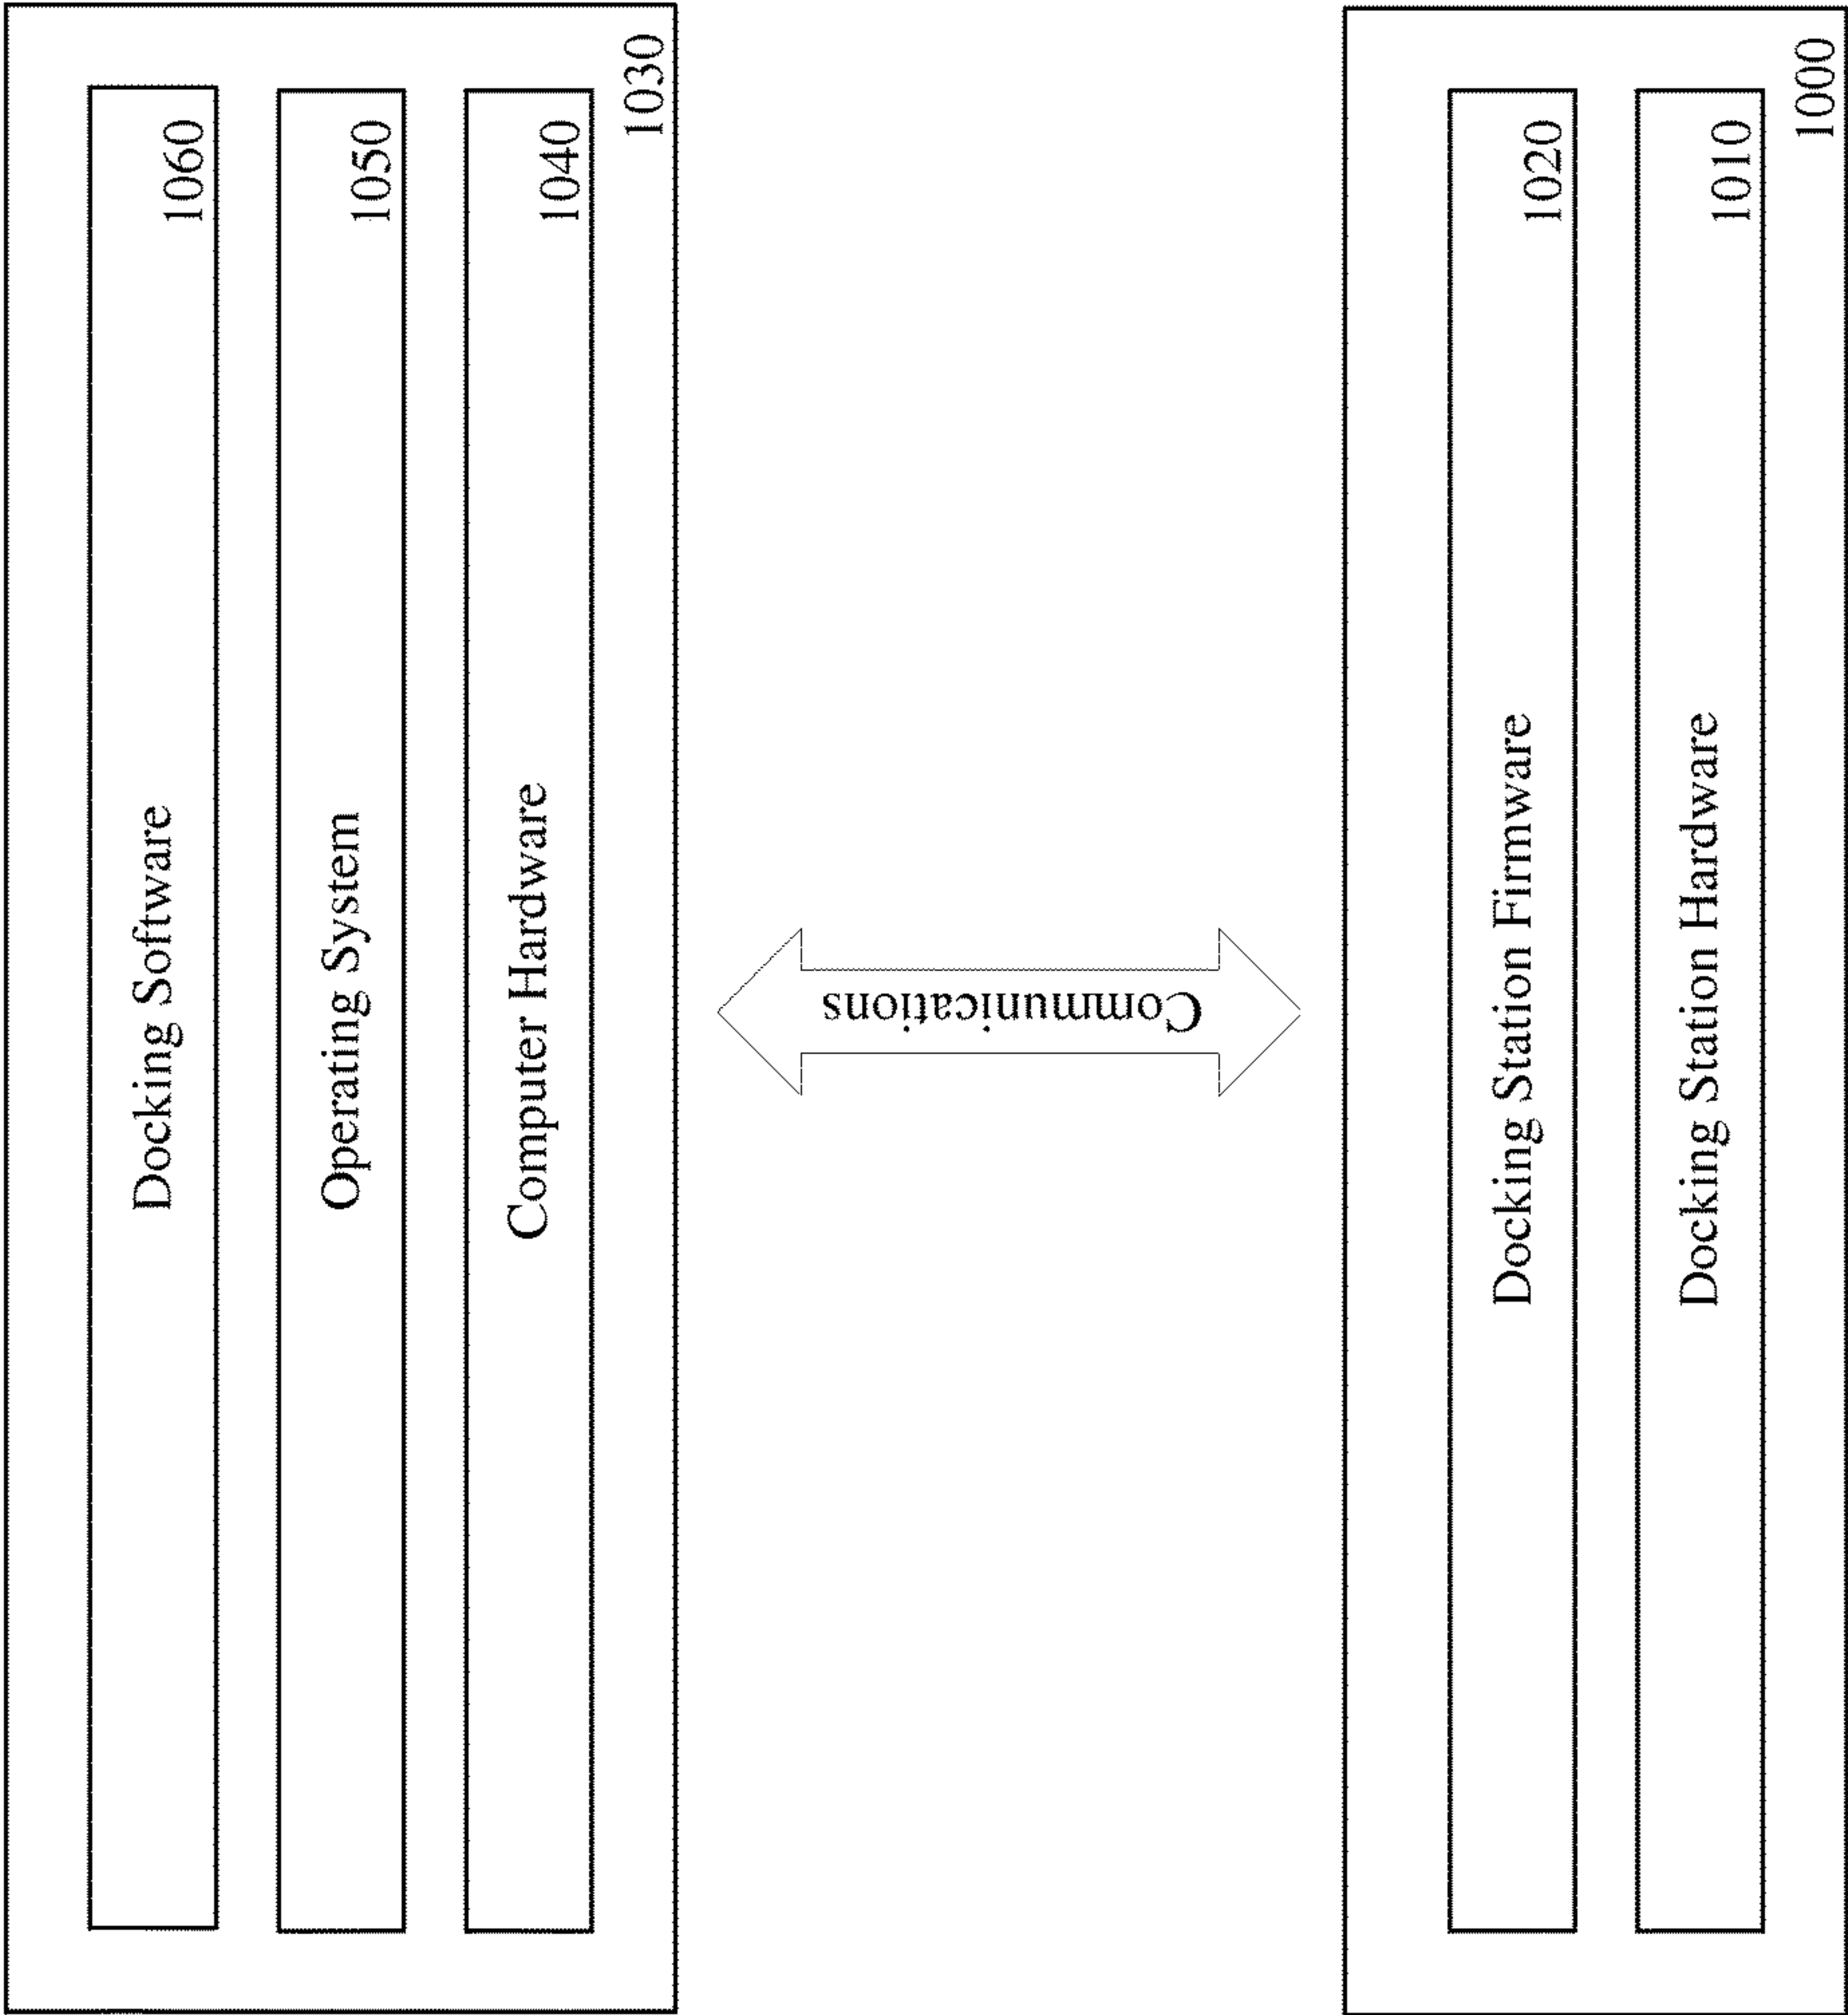 Docking Software
1060
Operating System
1050
Computer Hardware
1040
1030
Communications
Docking Station Firmware
1020
Docking Station Hardware
1010
1000